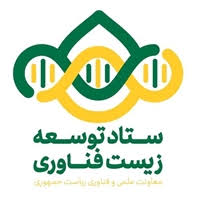 ستاد توسعه
زیست فناوری
معاونت علمی و فناوری ریاست جمهوری